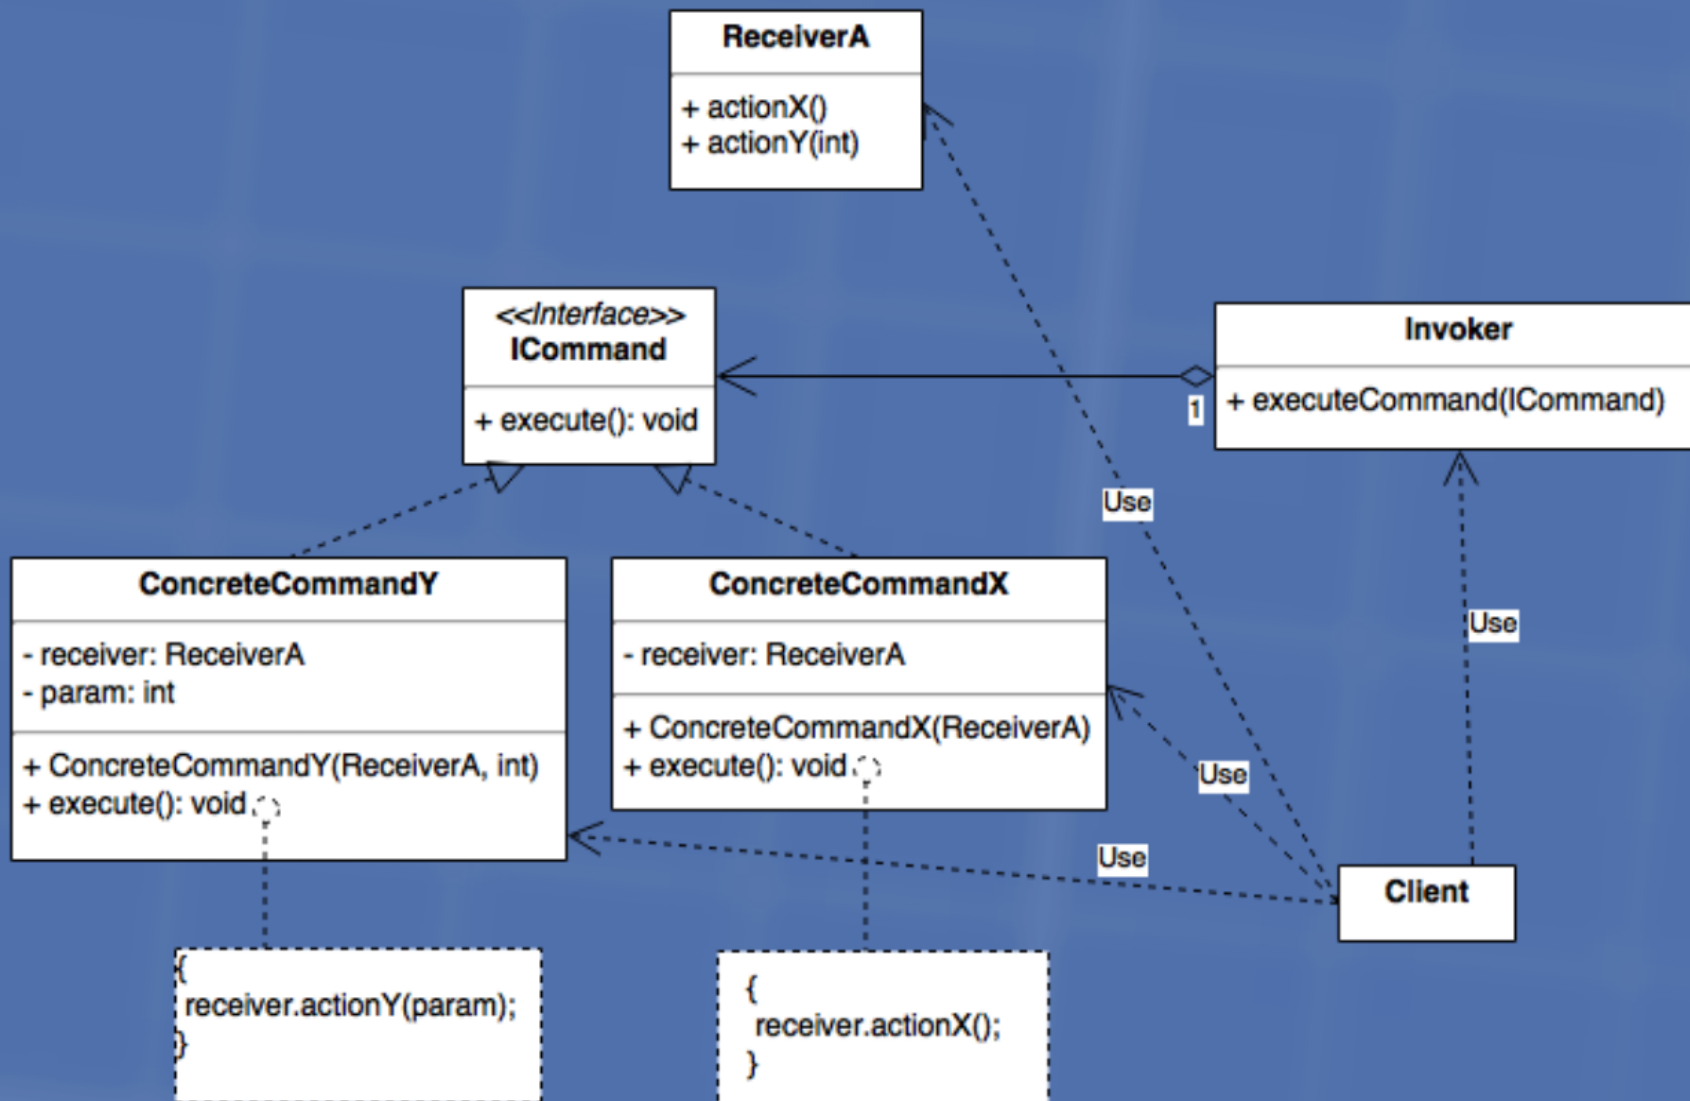 ReceiverA
+ actionX()
+ actionY(int)
<<Interface>>
ICommand
+ execute(): void
Invoker
+ executeCommand(ICommand)
1
Use
Use
ConcreteCommandY
- receiver: ReceiverA
- param: int
+ ConcreteCommandY(ReceiverA, int)
+ execute(): void
ConcreteCommandX
- receiver: ReceiverA
+ ConcreteCommandX(ReceiverA)
+ execute(): void
Use
Use
Client
{
receiver.actionY(param);
}
{
receiver.actionX();
}